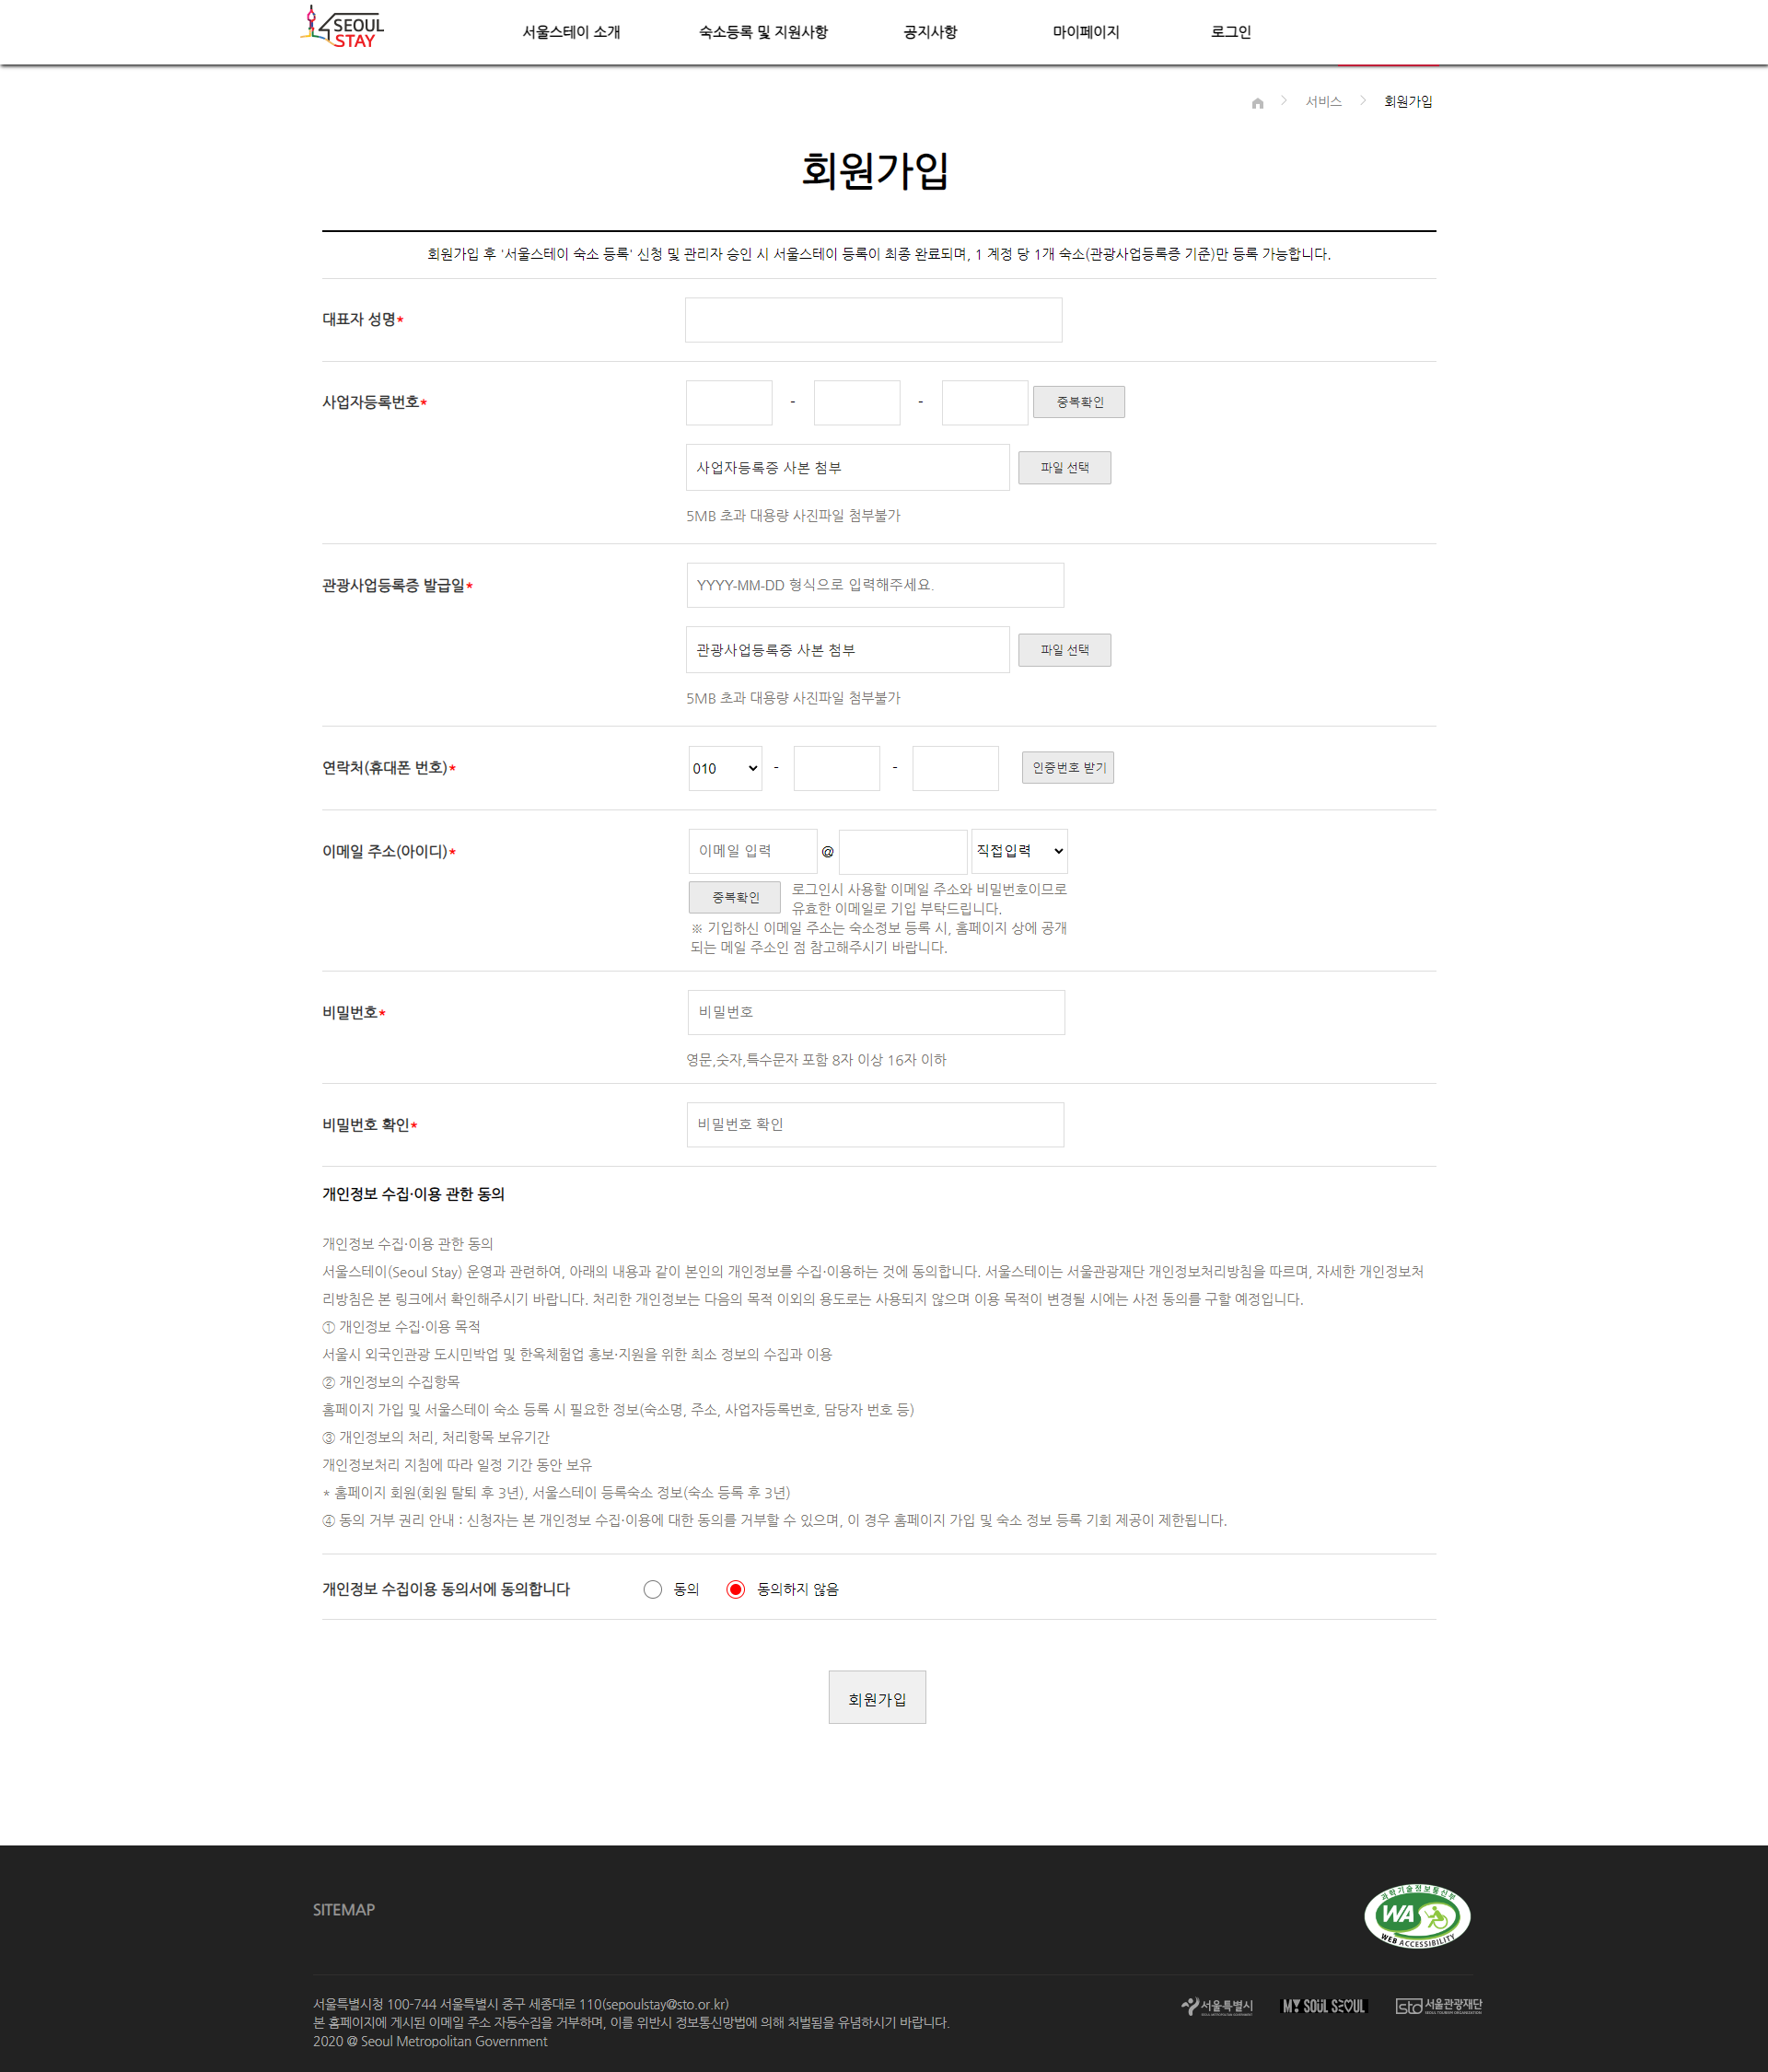 SEOUL
STAY
서울스테이 소개
숙소등록 및 지원사항
공지사항
마이페이지
로그인
서비스
회원가입
회원가입
회원가입 후 '서울스테이 숙소 등록' 신청 및 관리자 승인 시 서울스테이 등록이 최종 완료되며, 1 계정 당 1개 숙소(관광사업등록증 기준)만 등록 가능합니다.
대표자 성명*
사업자등록번호*
- - 중복확인
사업자등록증 사본 첨부 파일 선택
5MB 초과 대용량 사진파일 첨부불가
관광사업등록증 발급일*
YYYY-MM-DD 형식으로 입력해주세요.
관광사업등록증 사본 첨부 파일 선택
5MB 초과 대용량 사진파일 첨부불가
연락처(휴대폰 번호)*
010 - - 인증번호 받기
이메일 주소(아이디)*
이메일 입력 @ 직접입력
중복확인
로그인시 사용할 이메일 주소와 비밀번호이므로
유효한 이메일로 기입 부탁드립니다.
※ 기입하신 이메일 주소는 숙소정보 등록 시, 홈페이지 상에 공개
되는 메일 주소인 점 참고해주시기 바랍니다.
비밀번호*
비밀번호
영문,숫자,특수문자 포함 8자 이상 16자 이하
비밀번호 확인*
비밀번호 확인
개인정보 수집·이용 관한 동의
개인정보 수집·이용 관한 동의
서울스테이(Seoul Stay) 운영과 관련하여, 아래의 내용과 같이 본인의 개인정보를 수집·이용하는 것에 동의합니다. 서울스테이는 서울관광재단 개인정보처리방침을 따르며, 자세한 개인정보처
리방침은 본 링크에서 확인해주시기 바랍니다. 처리한 개인정보는 다음의 목적 이외의 용도로는 사용되지 않으며 이용 목적이 변경될 시에는 사전 동의를 구할 예정입니다.
① 개인정보 수집·이용 목적
서울시 외국인관광 도시민박업 및 한옥체험업 홍보·지원을 위한 최소 정보의 수집과 이용
② 개인정보의 수집항목
홈페이지 가입 및 서울스테이 숙소 등록 시 필요한 정보(숙소명, 주소, 사업자등록번호, 담당자 번호 등)
③ 개인정보의 처리, 처리항목 보유기간
개인정보처리 지침에 따라 일정 기간 동안 보유
* 홈페이지 회원(회원 탈퇴 후 3년), 서울스테이 등록숙소 정보(숙소 등록 후 3년)
④ 동의 거부 권리 안내 : 신청자는 본 개인정보 수집·이용에 대한 동의를 거부할 수 있으며, 이 경우 홈페이지 가입 및 숙소 정보 등록 기회 제공이 제한됩니다.
개인정보 수집이용 동의서에 동의합니다
동의
동의하지 않음
회원가입
SITEMAP
과학기술정보통신부
WA
WEB ACCESSIBILITY
서울특별시청 100-744 서울특별시 중구 세종대로 110(sepoulstay@sto.or.kr)
본 홈페이지에 게시된 이메일 주소 자동수집을 거부하며, 이를 위반시 정보통신망법에 의해 처벌됨을 유념하시기 바랍니다.
2020 @ Seoul Metropolitan Government
서울특별시
sto 서울관광재단